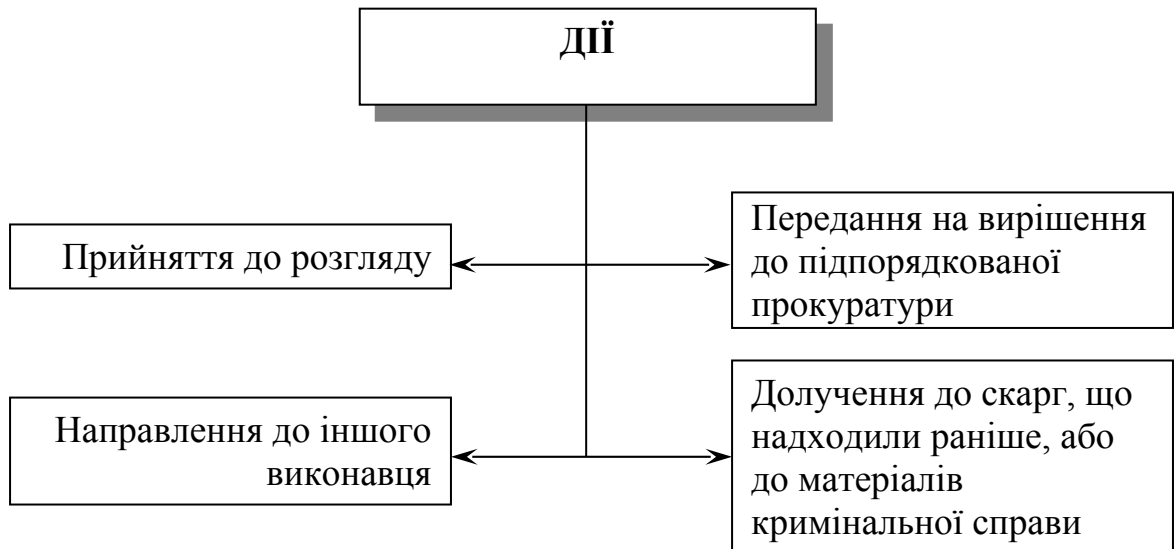 ДІЇ
Прийняття до розгляду
Передання на вирішення
до підпорядкованої
прокуратури
Направлення до іншого
виконавця
Долучення до скарг, що
надходили раніше, або
до матеріалів
кримінальної справи